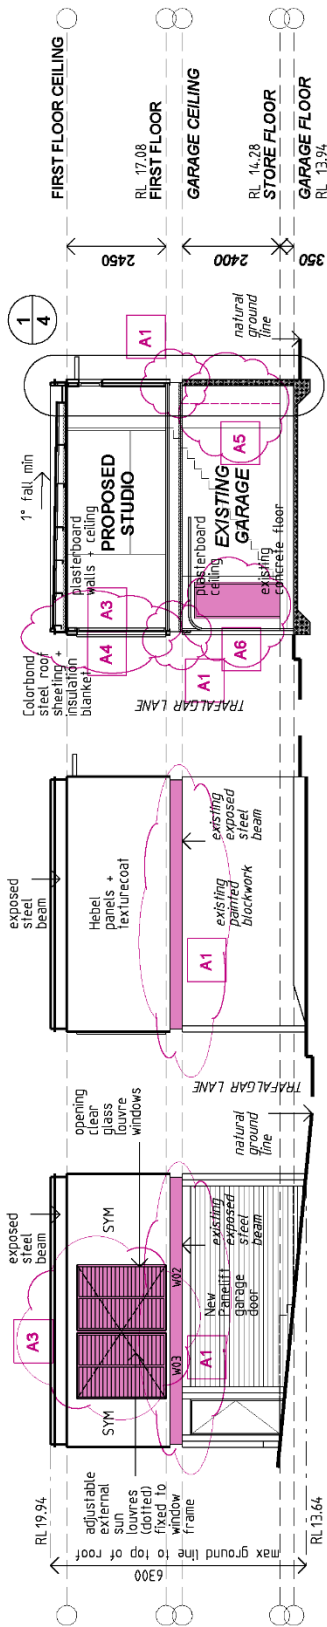 RL 19.94
6300
max ground line to top of roof
RL 13.64
adjustable
external
sun
louvres
(dotted)
fixed to
window
frame
A3
exposed
steel
beam
SYM
SYM
opening
clear
glass
louvre
windows
W03
W02
A1
existing
exposed
steel
beam
New
Panelift
garage
door
natural
ground
line
TRAFALGAR LANE
exposed
steel
beam
Hebel
panels +
texturecoat
A1
existing
painted
blockwork
existing
exposed
steel
beam
TRAFALGAR LANE
Colorbond
steel roof
sheeting +
insulation
blanket
1° fall min
1
4
A4
A3
A1
plasterboard
walls + ceiling
PROPOSED
STUDIO
A1
A6
A5
plasterboard
ceiling
EXISTING
GARAGE
existing
concrete floor
natural
ground
line
2450
2400
350
FIRST FLOOR CEILING
RL 17.08
FIRST FLOOR
GARAGE CEILING
RL 14.28
STORE FLOOR
GARAGE FLOOR
RL 13.94